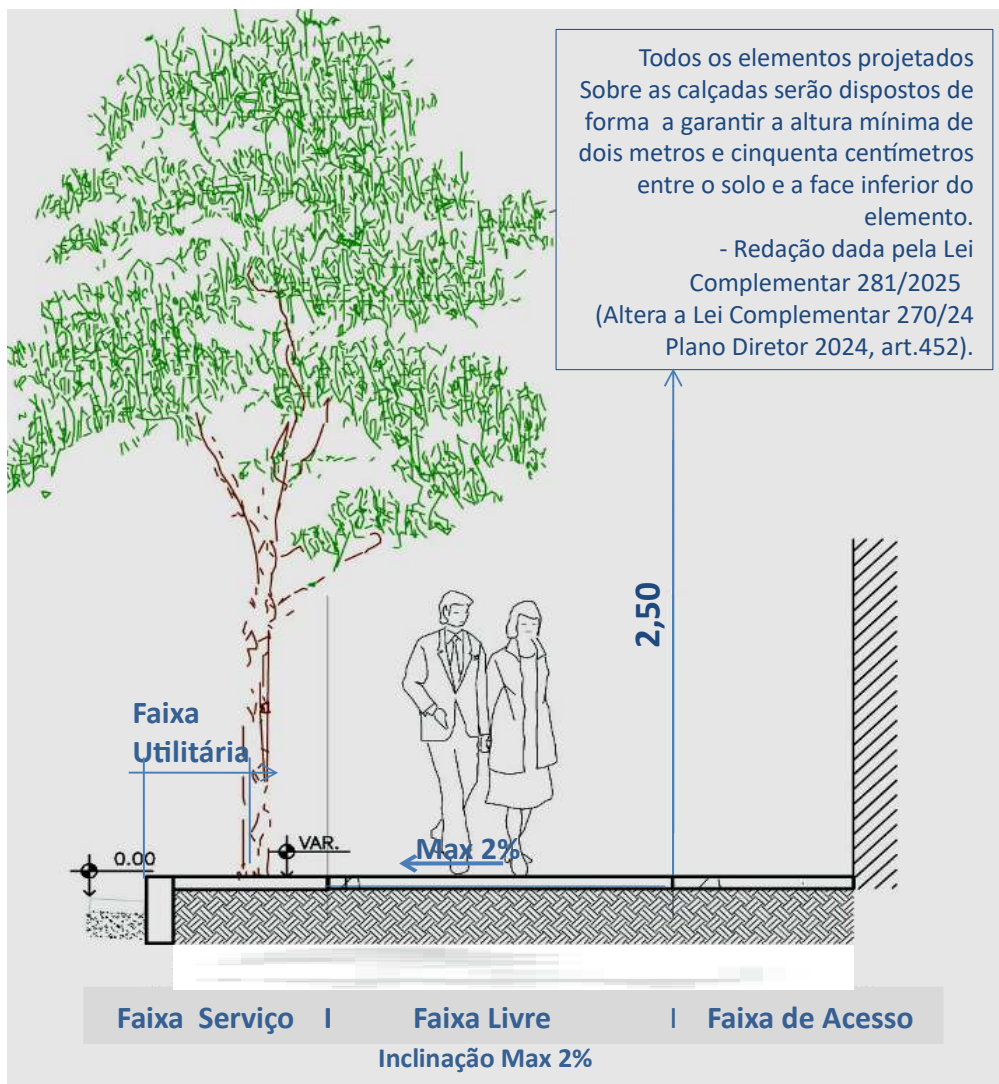 Todos os elementos projetados
Sobre as calçadas serão dispostos de
forma a garantir a altura mínima de
dois metros e cinquenta centímetros
entre o solo e a face inferior do
elemento.
- Redação dada pela Lei
Complementar 281/2025
(Altera a Lei Complementar 270/24
Plano Diretor 2024, art.452).
2,50
Faixa
Utilitária
0.00
VAR.
Max 2%
Faixa Serviço I Faixa Livre I Faixa de Acesso
Inclinação Max 2%